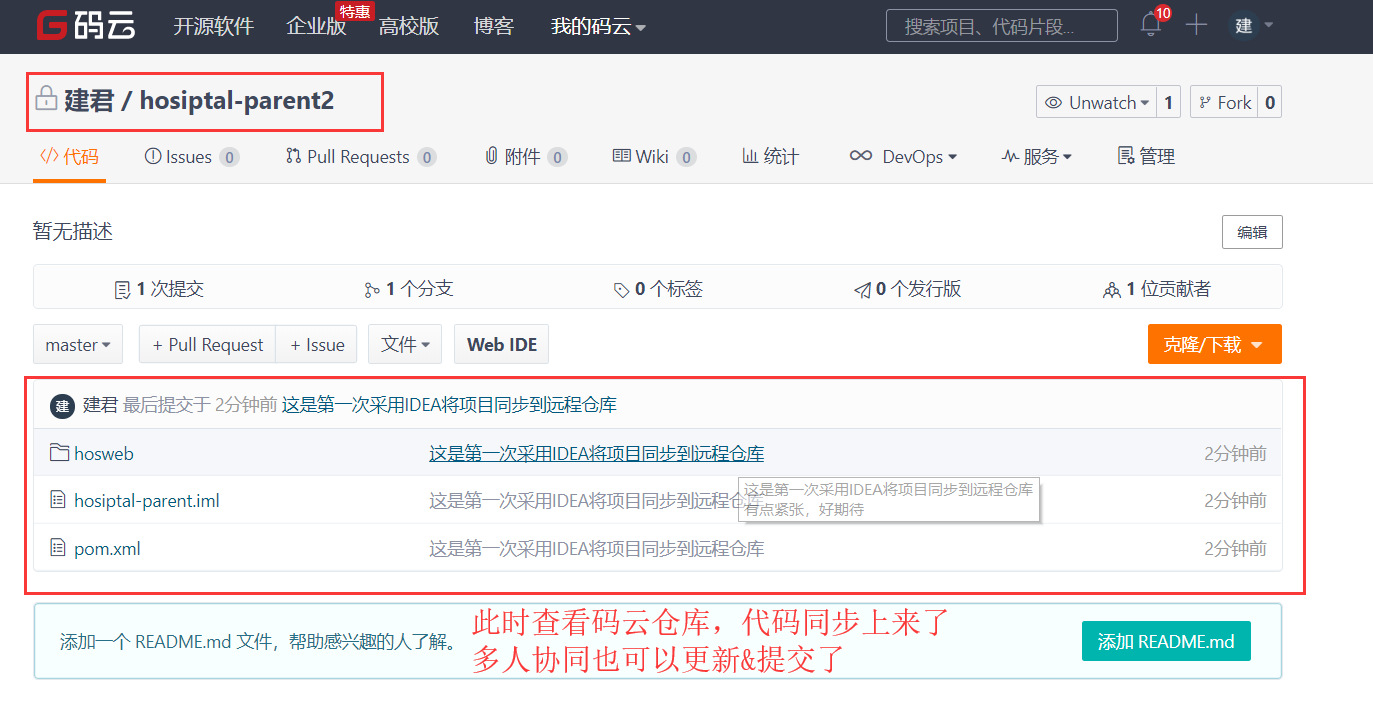 码云 开源软件 企业版 特惠 高校版 博客 我的码云 搜索项目、代码片段... 10 建
建君 / hosiptal-parent2 Unwatch 1 Fork 0
代码 Issues 0 Pull Requests 0 附件 0 Wiki 0 统计 DevOps 服务 管理
暂无描述 编辑
1 次提交 1 个分支 0 个标签 0 个发行版 1 位贡献者
master + Pull Request + Issue 文件 Web IDE 克隆/下载
建 建君 最后提交于 2分钟前 这是第一次采用IDEA将项目同步到远程仓库
hosweb 这是第一次采用IDEA将项目同步到远程仓库 2分钟前
这是第一次采用IDEA将项目同步到远程仓库
有点紧张，好期待
hosiptal-parent.iml 这是第一次采用IDEA将项目同步到远程仓库 2分钟前
pom.xml 这是第一次采用IDEA将项目同步到远程仓库 2分钟前
此时查看码云仓库，代码同步上来了
多人协同也可以更新&提交了
添加一个 README.md 文件，帮助感兴趣的人了解。 添加 README.md